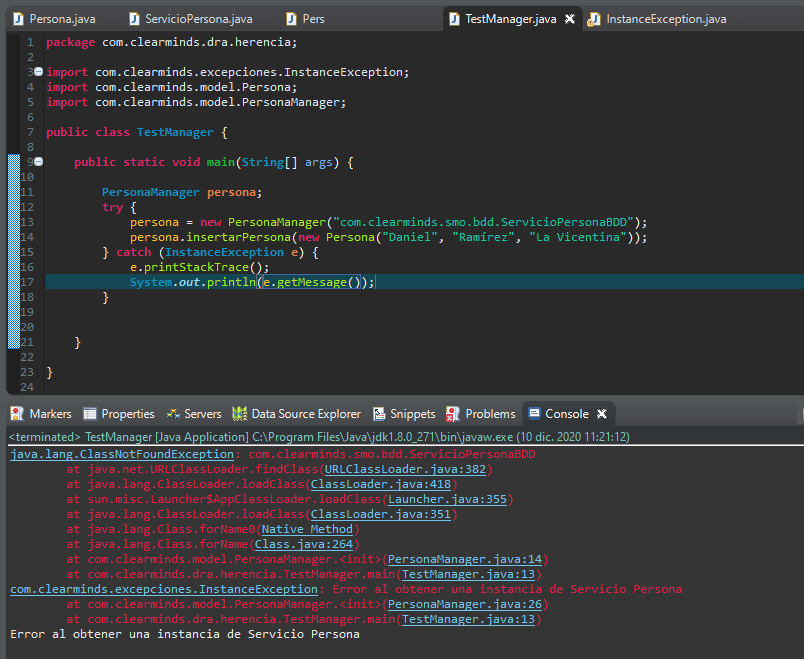 Persona.java ServicioPersona.java Pers TestManager.java InstanceException.java
1 package com.clearminds.dra.herencia;
2
3 import com.clearminds.excepciones.InstanceException;
4 import com.clearminds.model.Persona;
5 import com.clearminds.model.PersonaManager;
6
7 public class TestManager {
8
9 public static void main(String[] args) {
10
11 PersonaManager persona;
12 try {
13 persona = new PersonaManager("com.clearminds.smo.bdd.ServicioPersonaBDD");
14 persona.insertarPersona(new Persona("Daniel", "Ramírez", "La Vicentina"));
15 } catch (InstanceException e) {
16 e.printStackTrace();
17 System.out.println(e.getMessage());
18 }
19
20
21 }
22
23 }
24
Markers Properties Servers Data Source Explorer Snippets Problems Console
<terminated> TestManager [Java Application] C:\Program Files\Java\jdk1.8.0_271\bin\javaw.exe (10 dic. 2020 11:21:12)
java.lang.ClassNotFoundException: com.clearminds.smo.bdd.ServicioPersonaBDD
at java.net.URLClassLoader.findClass(URLClassLoader.java:382)
at java.lang.ClassLoader.loadClass(ClassLoader.java:418)
at sun.misc.Launcher$AppClassLoader.loadClass(Launcher.java:355)
at java.lang.ClassLoader.loadClass(ClassLoader.java:351)
at java.lang.Class.forName0(Native Method)
at java.lang.Class.forName(Class.java:264)
at com.clearminds.model.PersonaManager.<init>(PersonaManager.java:14)
at com.clearminds.dra.herencia.TestManager.main(TestManager.java:13)
com.clearminds.excepciones.InstanceException: Error al obtener una instancia de Servicio Persona
at com.clearminds.model.PersonaManager.<init>(PersonaManager.java:26)
at com.clearminds.dra.herencia.TestManager.main(TestManager.java:13)
Error al obtener una instancia de Servicio Persona